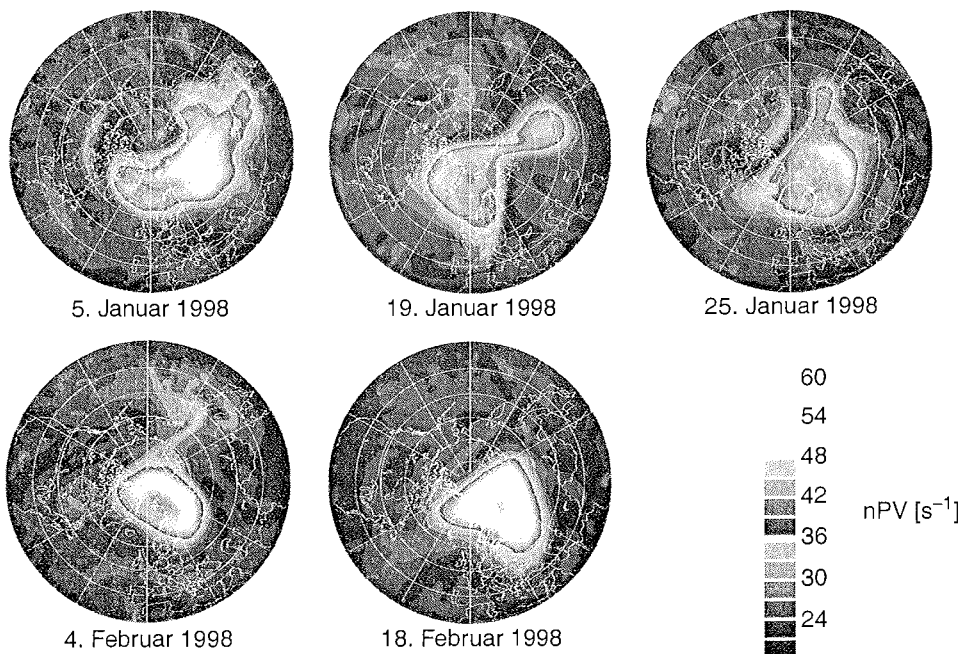 5. Januar 1998
19. Januar 1998
25. Januar 1998
4. Februar 1998
18. Februar 1998
60
54
48
42
36
30
24
nPV [s⁻¹]